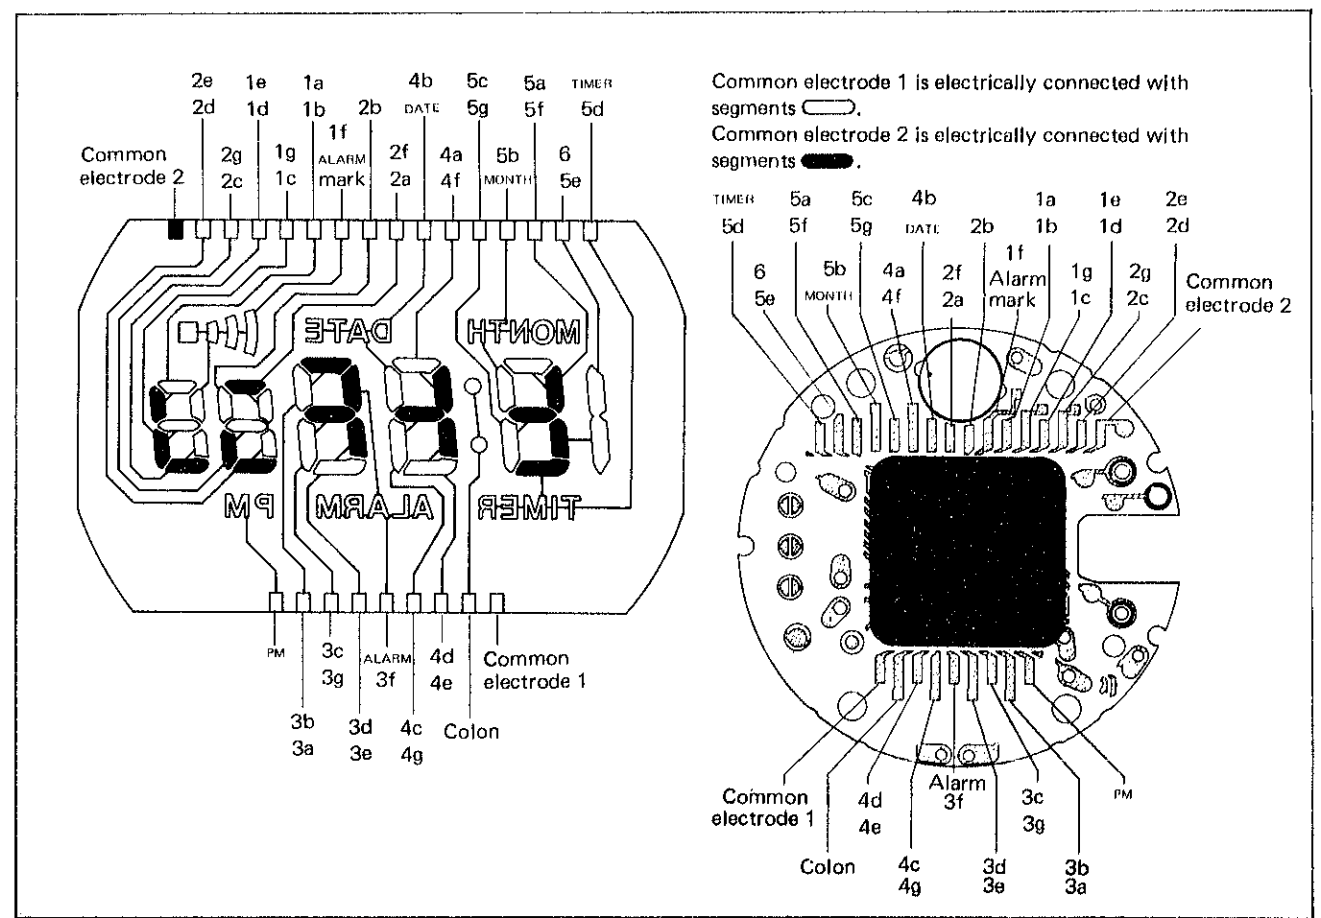 2e
2d
2g
2c
1e
1d
1g
1c
1a
1b
1f
ALARM
mark
2b
2f
2a
4b
DATE
4a
4f
5c
5g
5b
MONTH
5a
5f
6
5e
TIMER
5d
Common
electrode 2
DATE
MONTH
PM
ALARM
TIMER
PM
3b
3a
3c
3g
3d
3e
ALARM
3f
4c
4g
4d
4e
Colon
Common
electrode 1
Common electrode 1 is electrically connected with
segments .
Common electrode 2 is electrically connected with
segments .
TIMER
5d
6
5e
5a
5f
5b
MONTH
5c
5g
4a
4f
4b
DATE
2f
2a
2b
1f
Alarm
mark
1a
1b
1g
1c
1e
1d
2g
2c
2e
2d
Common
electrode 2
Common
electrode 1
Colon
4d
4e
4c
4g
Alarm
3f
3d
3e
3c
3g
3b
3a
PM